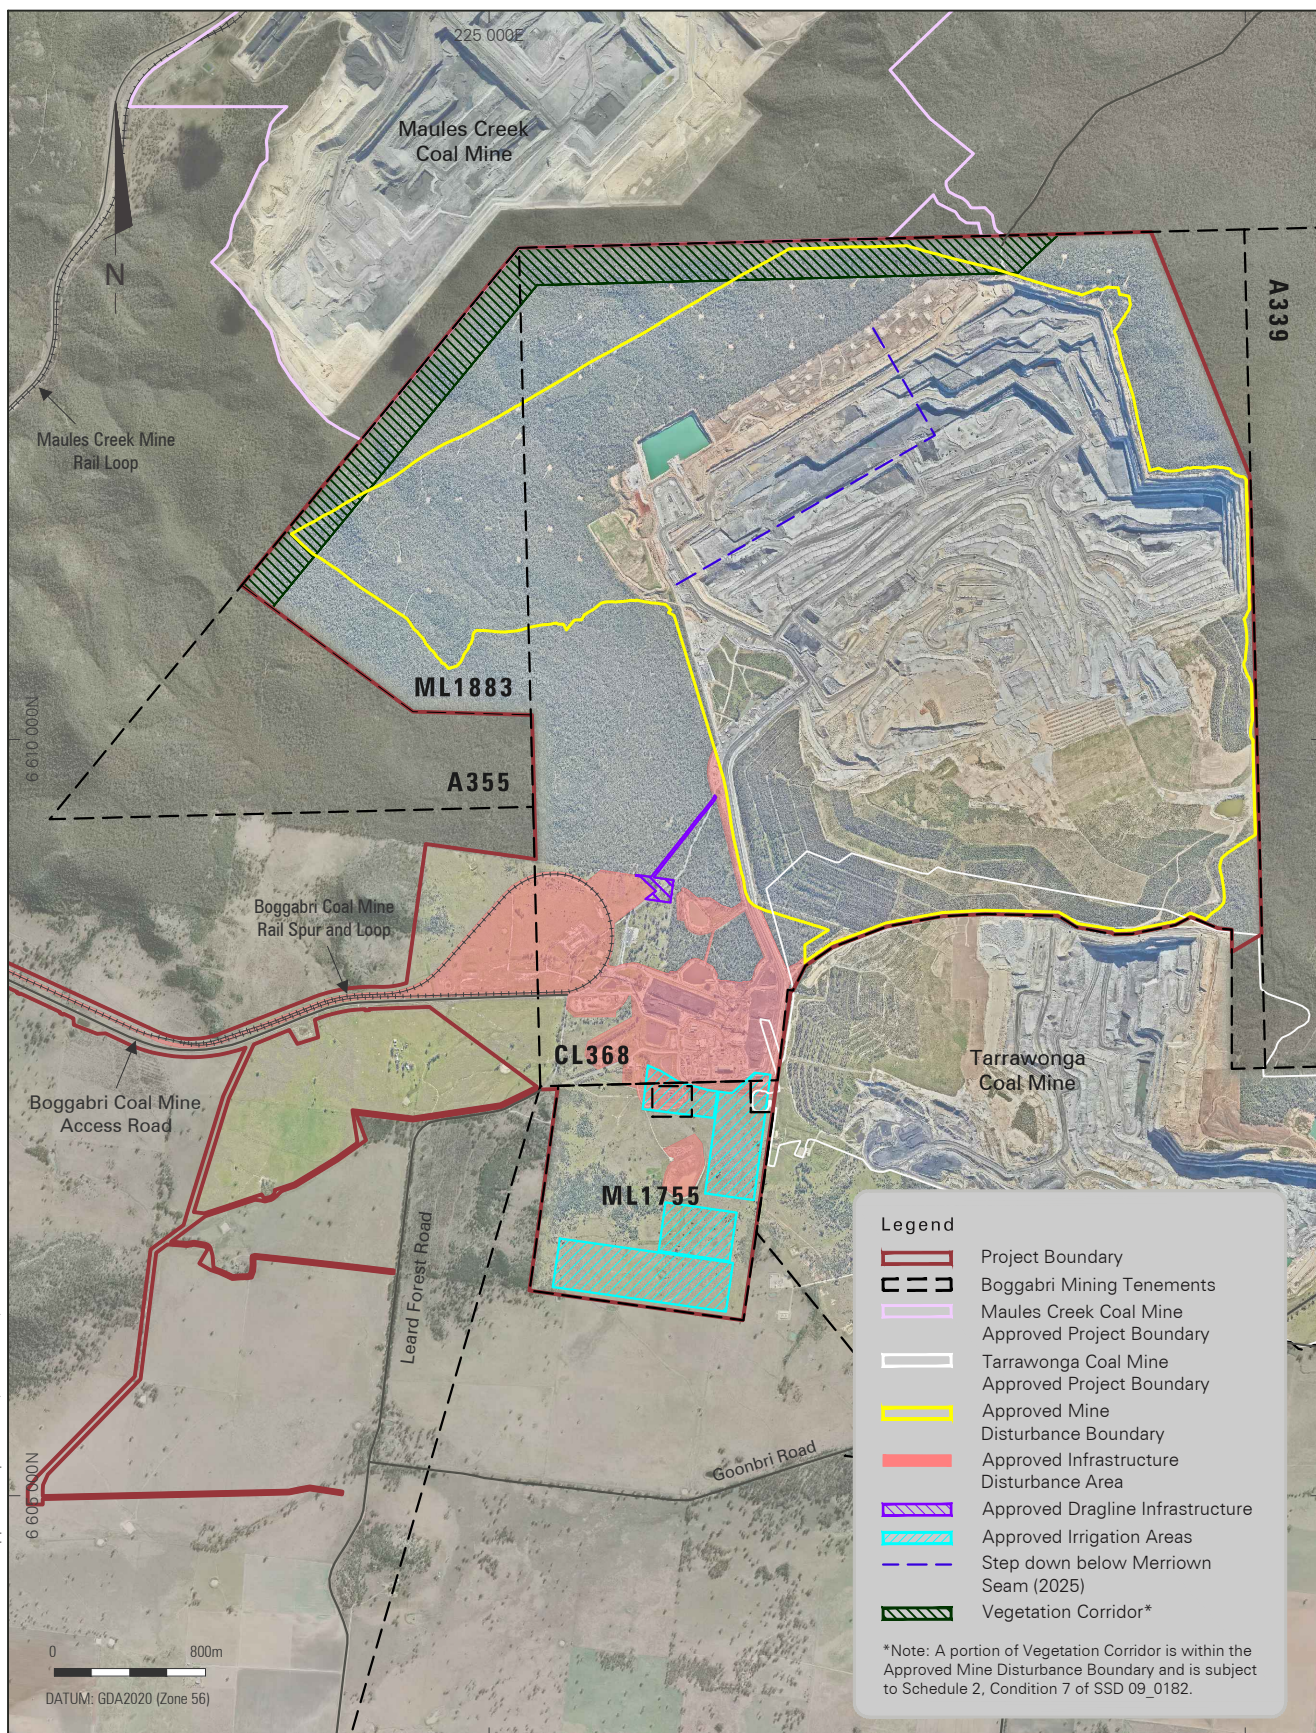 225 000E
Maules Creek
Coal Mine
N
A339
Maules Creek Mine
Rail Loop
ML1883
6 610 000N
A355
Boggabri Coal Mine
Rail Spur and Loop
CL368
Tarrawonga
Coal Mine
Boggabri Coal Mine
Access Road
ML1755
Leard Forest Road
Goonbri Road
6 605 000N
Legend
Project Boundary
Boggabri Mining Tenements
Maules Creek Coal Mine
Approved Project Boundary
Tarrawonga Coal Mine
Approved Project Boundary
Approved Mine
Disturbance Boundary
Approved Infrastructure
Disturbance Area
Approved Dragline Infrastructure
Approved Irrigation Areas
Step down below Merriown
Seam (2025)
Vegetation Corridor*
*Note: A portion of Vegetation Corridor is within the
Approved Mine Disturbance Boundary and is subject
to Schedule 2, Condition 7 of SSD 09_0182.
0 800m
DATUM: GDA2020 (Zone 56)